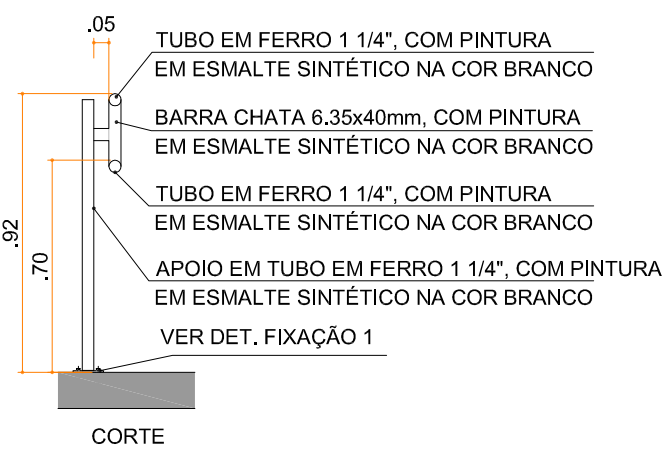 .05
TUBO EM FERRO 1 1/4", COM PINTURA
EM ESMALTE SINTÉTICO NA COR BRANCO
BARRA CHATA 6.35x40mm, COM PINTURA
EM ESMALTE SINTÉTICO NA COR BRANCO
TUBO EM FERRO 1 1/4", COM PINTURA
EM ESMALTE SINTÉTICO NA COR BRANCO
.92
.70
APOIO EM TUBO EM FERRO 1 1/4", COM PINTURA
EM ESMALTE SINTÉTICO NA COR BRANCO
VER DET. FIXAÇÃO 1
CORTE